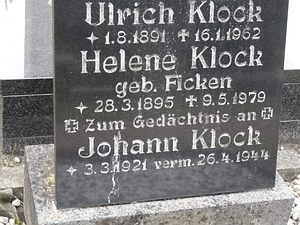 Ulrich Klock
✦ 1.8.1891 ✝ 16.1.1962
Helene Klock
geb. Ficken
✦ 28.3.1895 ✝ 9.5.1979
✠ Zum Gedächtnis an ✠
Johann Klock
✦ 3.3.1921 verm. 26.4.1944